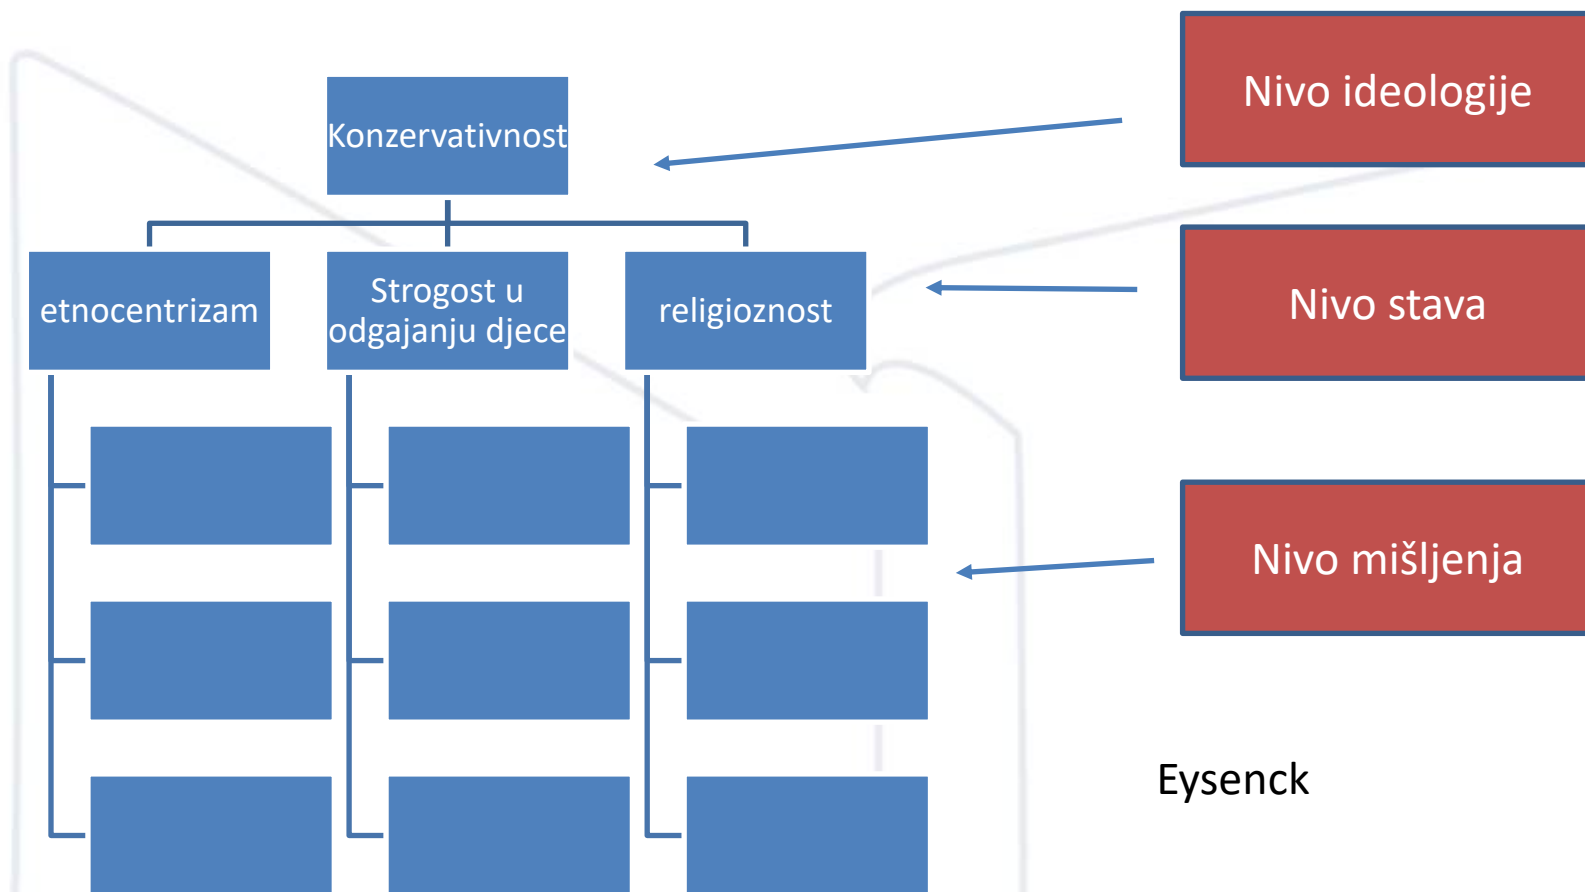 Nivo ideologije
Konzervativnost
etnocentrizam
Strogost u
odgajanju djece
religioznost
Nivo stava
Nivo mišljenja
Eysenck